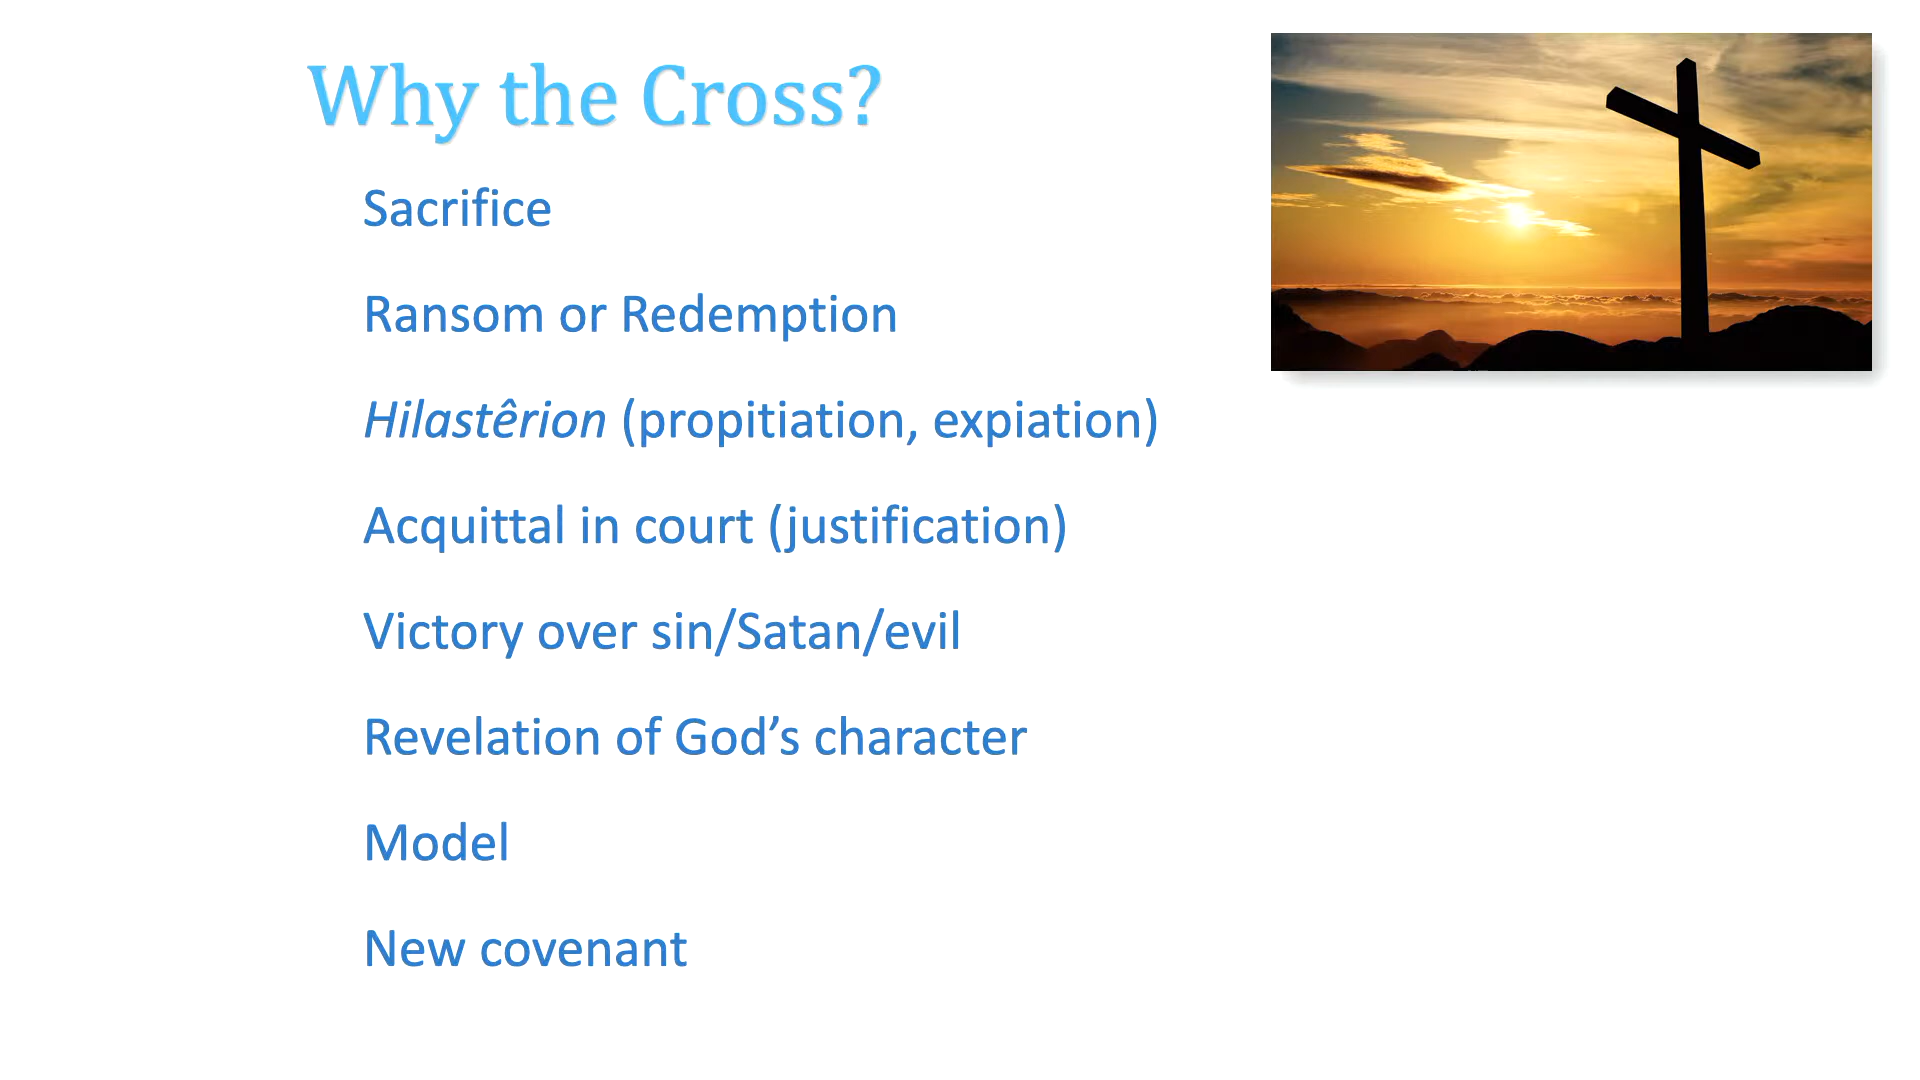 Why the Cross?
Sacrifice
Ransom or Redemption
Hilastêrion (propitiation, expiation)
Acquittal in court (justification)
Victory over sin/Satan/evil
Revelation of God’s character
Model
New covenant